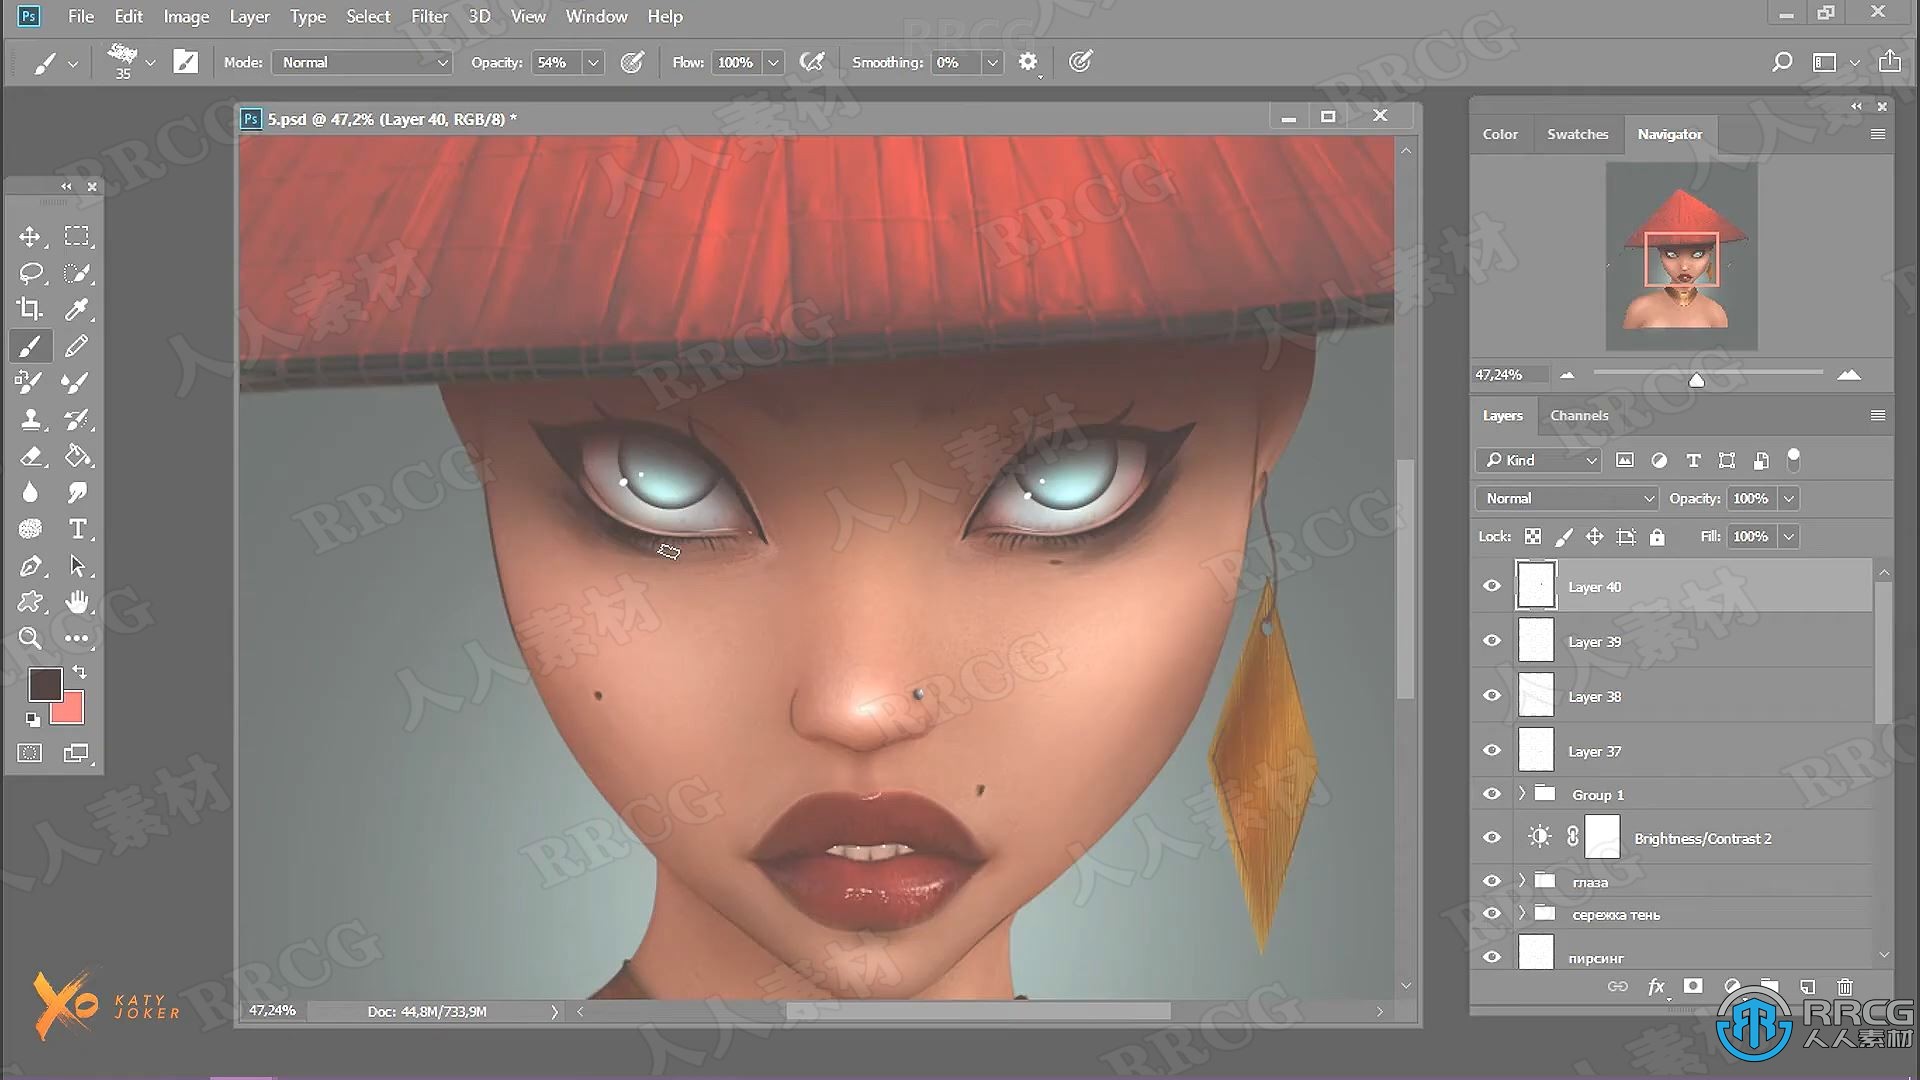 Ps File Edit Image Layer Type Select Filter 3D View Window Help
35 Mode: Normal Opacity: 54% Flow: 100% Smoothing: 0%
Ps 5.psd @ 47,2% (Layer 40, RGB/8) *
Color Swatches Navigator
47,24%
Layers Channels
Kind
Normal Opacity: 100%
Lock: Fill: 100%
Layer 40
Layer 39
Layer 38
Layer 37
Group 1
Brightness/Contrast 2
глаза
сережка тень
пирсинг
fx
47,24% Doc: 44,8M/733,9M
XO KATY
JOKER
RRCG
人人素材